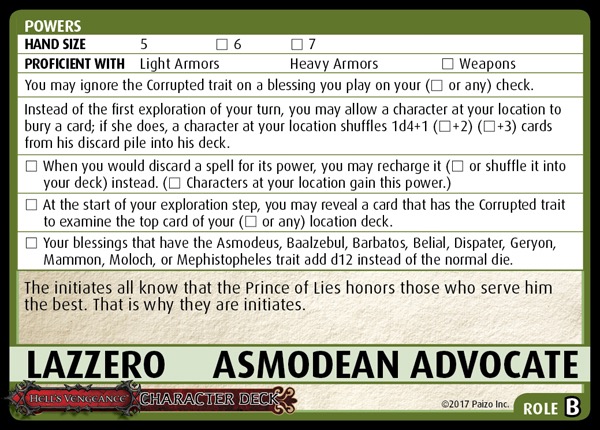 POWERS
HAND SIZE 5 □ 6 □ 7
PROFICIENT WITH Light Armors Heavy Armors □ Weapons
You may ignore the Corrupted trait on a blessing you play on your (□ or any) check.
Instead of the first exploration of your turn, you may allow a character at your location to
bury a card; if she does, a character at your location shuffles 1d4+1 (□+2) (□+3) cards
from his discard pile into his deck.
□ When you would discard a spell for its power, you may recharge it (□ or shuffle it into
your deck) instead. (□ Characters at your location gain this power.)
□ At the start of your exploration step, you may reveal a card that has the Corrupted trait
to examine the top card of your (□ or any) location deck.
□ Your blessings that have the Asmodeus, Baalzebul, Barbatos, Belial, Dispater, Geryon,
Mammon, Moloch, or Mephistopheles trait add d12 instead of the normal die.
The initiates all know that the Prince of Lies honors those who serve him
the best. That is why they are initiates.
LAZZERO ASMODEAN ADVOCATE
HELL'S VENGEANCE CHARACTER DECK
©2017 Paizo Inc. ROLE B